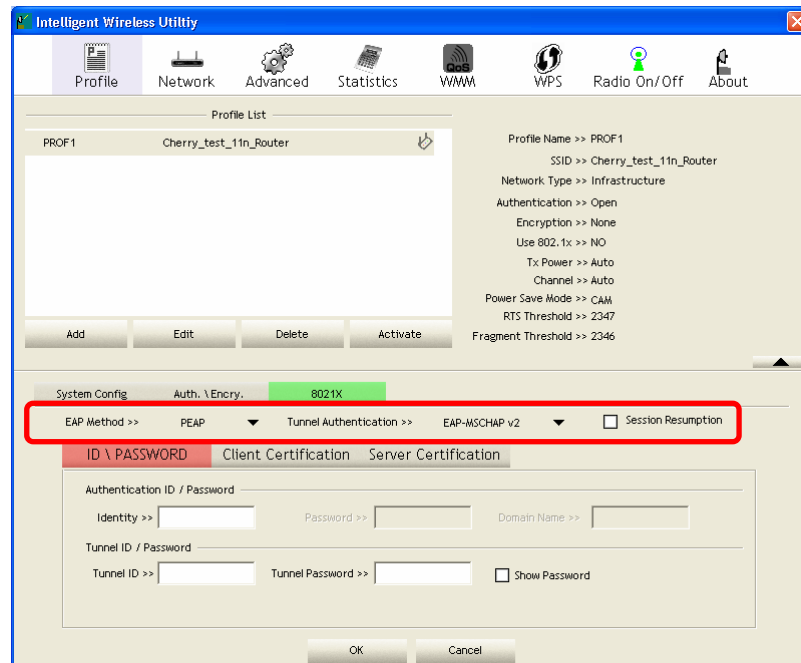 Intelligent Wireless Utiltiy
Profile Network Advanced Statistics QoS WMM WPS Radio On/Off About
Profile List
PROF1 Cherry_test_11n_Router
Profile Name >> PROF1
SSID >> Cherry_test_11n_Router
Network Type >> Infrastructure
Authentication >> Open
Encryption >> None
Use 802.1x >> NO
Tx Power >> Auto
Channel >> Auto
Power Save Mode >> CAM
RTS Threshold >> 2347
Fragment Threshold >> 2346
Add Edit Delete Activate
System Config Auth. \ Encry. 8021X
EAP Method >> PEAP Tunnel Authentication >> EAP-MSCHAP v2 Session Resumption
ID \ PASSWORD Client Certification Server Certification
Authentication ID / Password
Identity >> Password >> Domain Name >>
Tunnel ID / Password
Tunnel ID >> Tunnel Password >> Show Password
OK Cancel